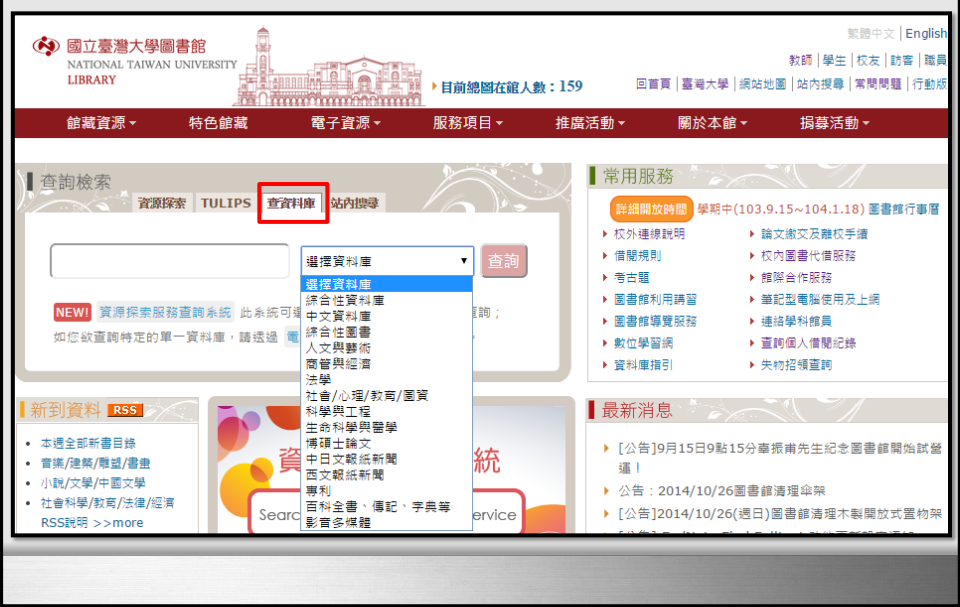 繁體中文 | English
國立臺灣大學圖書館
NATIONAL TAIWAN UNIVERSITY
LIBRARY
教師 | 學生 | 校友 | 訪客 | 職員
目前總圖在館人數：159
回首頁 | 臺灣大學 | 網站地圖 | 站內搜尋 | 常問問題 | 行動版
館藏資源 特色館藏 電子資源 服務項目 推廣活動 關於本館 捐募活動
查詢檢索
資源探索 TULIPS 查資料庫 站內搜尋
選擇資料庫
查詢
選擇資料庫
綜合性資料庫
中文資料庫
綜合性圖書
人文與藝術
商管與經濟
法學
社會/心理/教育/圖資
科學與工程
生命科學與醫學
博碩士論文
中日文報紙新聞
西文報紙新聞
專利
百科全書、傳記、字典等
影音多媒體
NEW! 資源探索服務查詢系統 此系統可 查詢；
如您欲查詢特定的單一資料庫，請透過 電
常用服務
詳細開放時間 學期中(103.9.15~104.1.18) 圖書館行事曆
校外連線說明
論文繳交及離校手續
借閱規則
校內圖書代借服務
考古題
館際合作服務
圖書館利用講習
筆記型電腦使用及上網
圖書館導覽服務
連絡學科館員
數位學習網
查詢個人借閱紀錄
資料庫指引
失物招領查詢
新到資料 RSS
本週全部新書目錄
音樂/建築/雕塑/書畫
小說/文學/中國文學
社會科學/教育/法律/經濟
RSS說明 >>more
資 統
Searc ervice
最新消息
[公告]9月15日9點15分辜振甫先生紀念圖書館開始試營
運！
公告：2014/10/26圖書館清理傘架
[公告]2014/10/26(週日)圖書館清理木製開放式置物架